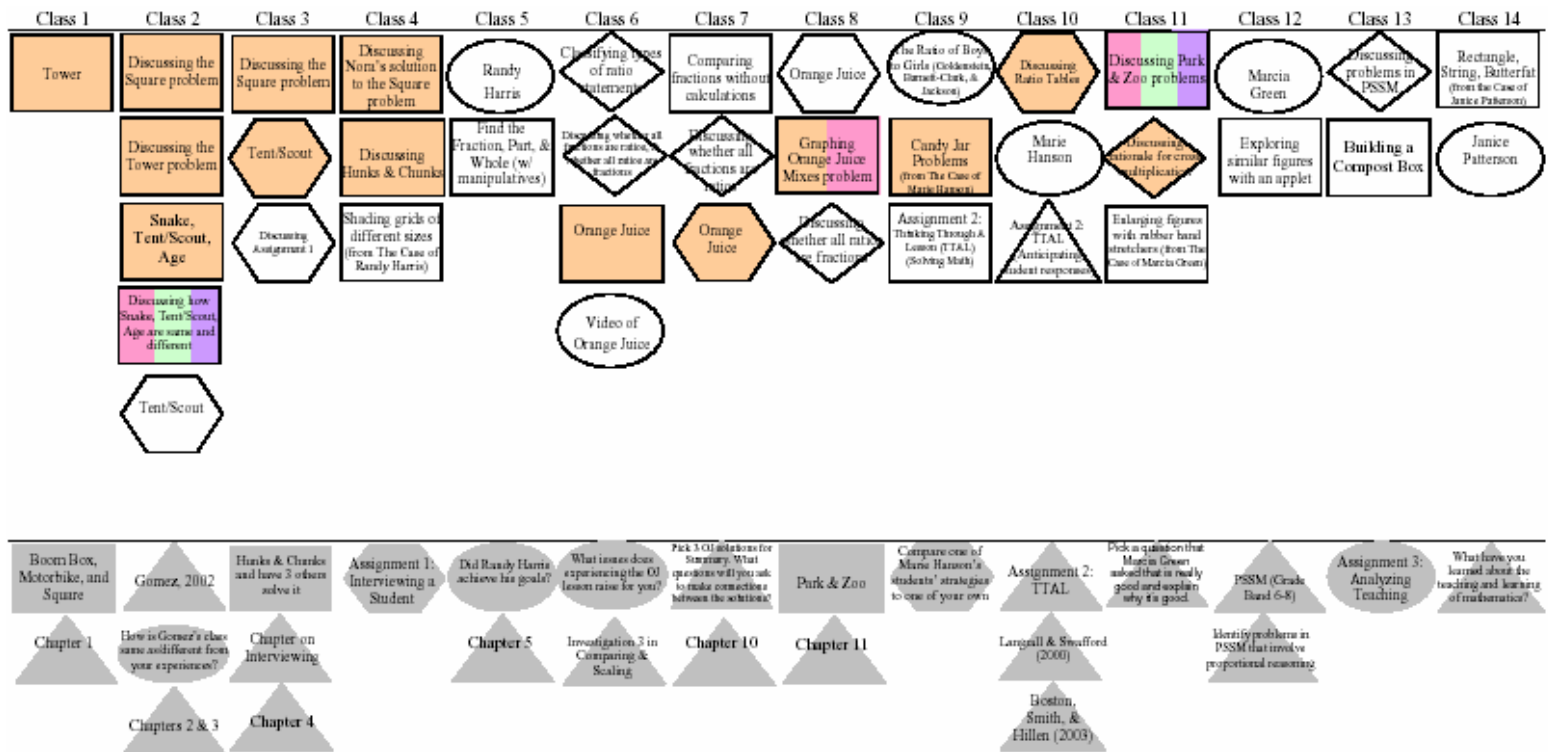 Class 1 Class 2 Class 3 Class 4 Class 5 Class 6 Class 7 Class 8 Class 9 Class 10 Class 11 Class 12 Class 13 Class 14
Tower
Discussing the
Square problem
Discussing the
Tower problem
Snake,
Tent/Scout,
Age
Discussing how
Snake, Tent/Scout,
Age are same and
different
Tent/Scout
Discussing the
Square problem
Tent/Scout
Discussing
Assignment 1
Discussing
Nora's solution
to the Square
problem
Discussing
Hunks & Chunks
Shading grids of
different sizes
(from The Case of
Randy Harris)
Randy
Harris
Find the
Fraction, Part, &
Whole (w/
manipulatives)
Classifying types
of ratio
statements
Discussing whether all
fractions are ratios,
whether all ratios are
fractions
Orange Juice
Video of
Orange Juice
Comparing
fractions without
calculations
Discussing
whether all
fractions are
ratios
Orange
Juice
Orange Juice
Graphing
Orange Juice
Mixes problem
Discussing
whether all ratios
are fractions
The Ratio of Boys
to Girls (Goldenstein,
Barnett-Clark, &
Jackson)
Candy Jar
Problems
(from The Case of
Marie Hanson)
Assignment 2:
Thinking Through A
Lesson (TTAL)
(Solving Math)
Discussing
Ratio Tables
Marie
Hanson
Assignment 2:
TTAL
(Anticipating
student responses)
Discussing Park
& Zoo problems
Discussing
rationale for cross
multiplication
Enlarging figures
with rubber band
stretchers (from The
Case of Marcia Green)
Marcia
Green
Exploring
similar figures
with an applet
Discussing
problems in
PSSM
Building a
Compost Box
Rectangle,
String, Butterfat
(from the Case of
Janice Patterson)
Janice
Patterson
Boom Box,
Motorbike, and
Square
Chapter 1
Gomez, 2002
How is Gomez's class
same as/different from
your experiences?
Chapters 2 & 3
Hunks & Chunks
and have 3 others
solve it
Chapter on
Interviewing
Chapter 4
Assignment 1:
Interviewing a
Student
Did Randy Harris
achieve his goals?
Chapter 5
What issues does
experiencing the OJ
lesson raise for you?
Investigation 3 in
Comparing &
Scaling
Pick 3 OJ solutions for
Summary. What
questions will you ask
to make connections
between the solutions?
Chapter 10
Park & Zoo
Chapter 11
Compare one of
Marie Hanson's
students' strategies
to one of your own
Assignment 2:
TTAL
Langrall & Swafford
(2000)
Boston,
Smith, &
Hillen (2003)
Pick a question that
Marcia Green
asked that is really
good and explain
why it's good.
PSSM (Grade
Band 6-8)
Identify problems in
PSSM that involve
proportional reasoning
Assignment 3:
Analyzing
Teaching
What have you
learned about the
teaching and learning
of mathematics?